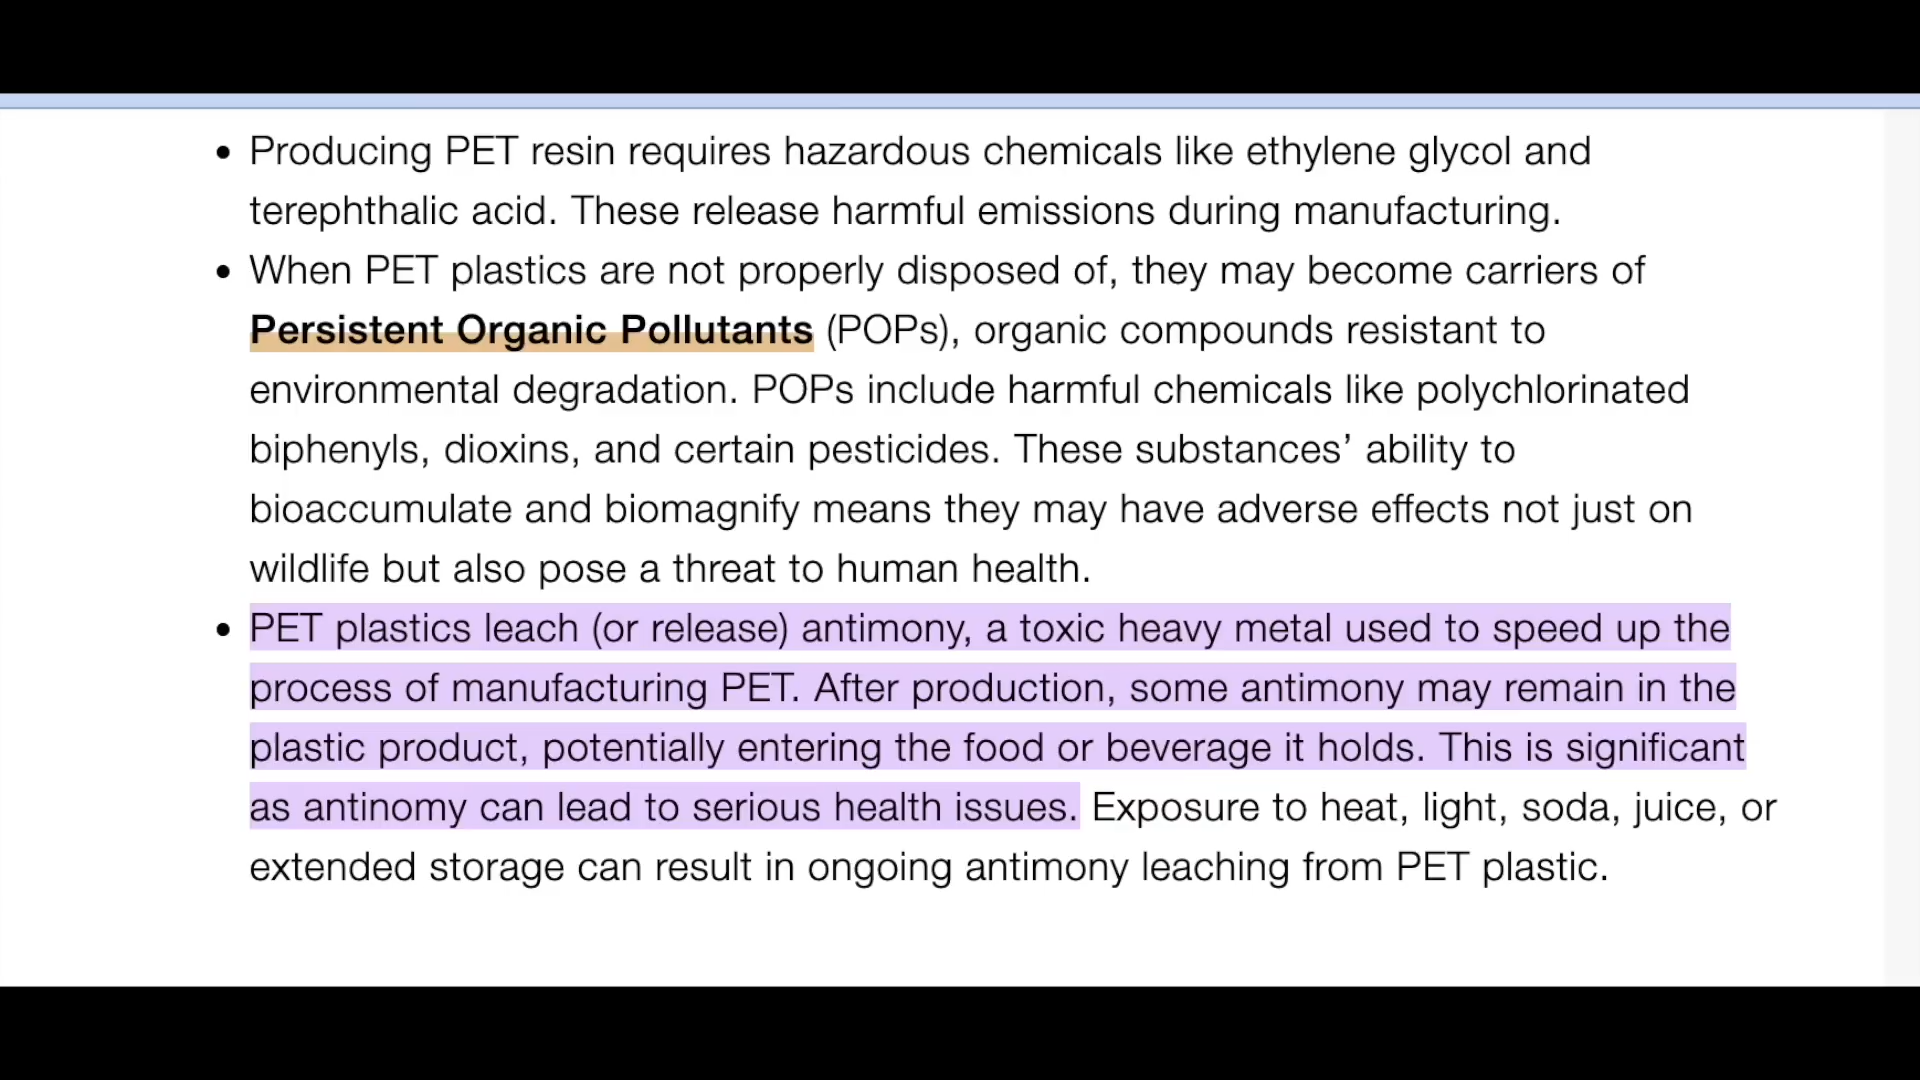 • Producing PET resin requires hazardous chemicals like ethylene glycol and
terephthalic acid. These release harmful emissions during manufacturing.
• When PET plastics are not properly disposed of, they may become carriers of
Persistent Organic Pollutants (POPs), organic compounds resistant to
environmental degradation. POPs include harmful chemicals like polychlorinated
biphenyls, dioxins, and certain pesticides. These substances’ ability to
bioaccumulate and biomagnify means they may have adverse effects not just on
wildlife but also pose a threat to human health.
• PET plastics leach (or release) antimony, a toxic heavy metal used to speed up the
process of manufacturing PET. After production, some antimony may remain in the
plastic product, potentially entering the food or beverage it holds. This is significant
as antinomy can lead to serious health issues. Exposure to heat, light, soda, juice, or
extended storage can result in ongoing antimony leaching from PET plastic.